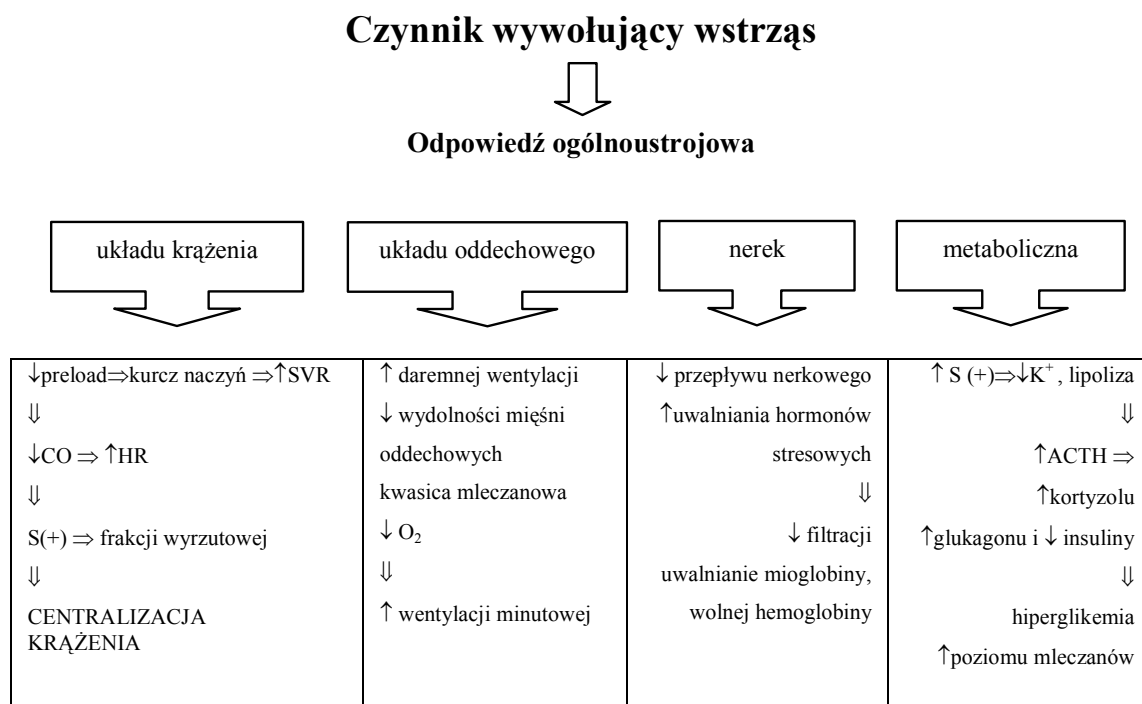 Czynnik wywołujący wstrząs
Odpowiedź ogólnoustrojowa
układu krążenia
układu oddechowego
nerek
metaboliczna
↓preload⇒kurcz naczyń ⇒↑SVR
⇓
↓CO ⇒ ↑HR
⇓
S(+) ⇒ frakcji wyrzutowej
⇓
CENTRALIZACJA
KRĄŻENIA
↑ daremnej wentylacji
↓ wydolności mięśni
oddechowych
kwasica mleczanowa
↓ O₂
⇓
↑ wentylacji minutowej
↓ przepływu nerkowego
↑uwalniania hormonów
stresowych
⇓
↓ filtracji
uwalnianie mioglobiny,
wolnej hemoglobiny
↑ S (+)⇒↓K⁺ , lipoliza
⇓
↑ACTH ⇒
↑kortyzolu
↑glukagonu i ↓ insuliny
⇓
hiperglikemia
↑poziomu mleczanów